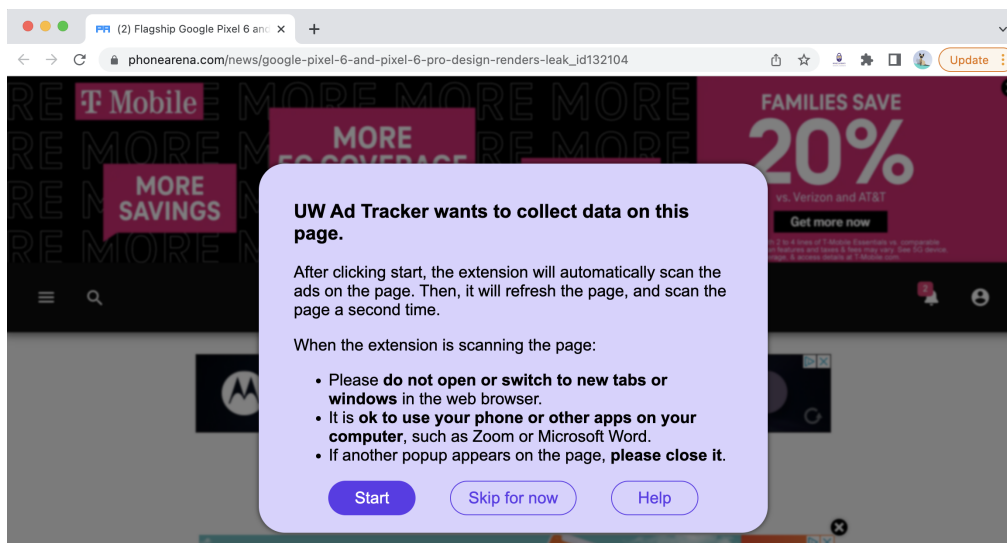 (2) Flagship Google Pixel 6 and
phonearena.com/news/google-pixel-6-and-pixel-6-pro-design-renders-leak_id132104
Update
T Mobile
MORE
MORE
SAVINGS
FAMILIES SAVE
20%
vs. Verizon and AT&T
Get more now
UW Ad Tracker wants to collect data on this
page.
After clicking start, the extension will automatically scan the
ads on the page. Then, it will refresh the page, and scan the
page a second time.
When the extension is scanning the page:
• Please do not open or switch to new tabs or
windows in the web browser.
• It is ok to use your phone or other apps on your
computer, such as Zoom or Microsoft Word.
• If another popup appears on the page, please close it.
Start
Skip for now
Help
2